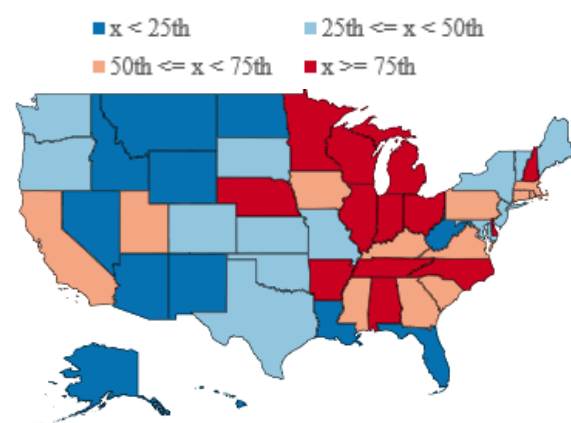 x < 25th 25th <= x < 50th
50th <= x < 75th x >= 75th